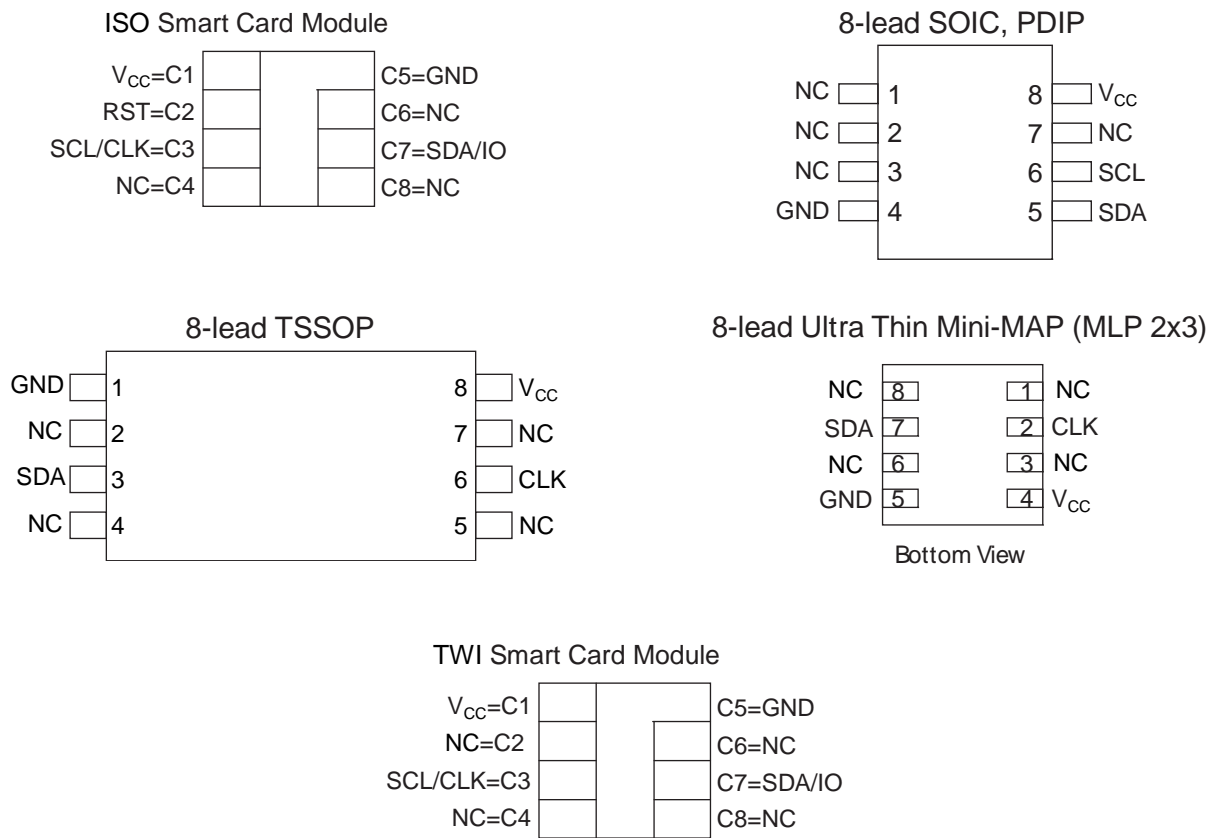 ISO Smart Card Module
VCC=C1 C5=GND
RST=C2 C6=NC
SCL/CLK=C3 C7=SDA/IO
NC=C4 C8=NC
8-lead SOIC, PDIP
NC 1 8 VCC
NC 2 7 NC
NC 3 6 SCL
GND 4 5 SDA
8-lead TSSOP
GND 1 8 VCC
NC 2 7 NC
SDA 3 6 CLK
NC 4 5 NC
8-lead Ultra Thin Mini-MAP (MLP 2x3)
NC 8 1 NC
SDA 7 2 CLK
NC 6 3 NC
GND 5 4 VCC
Bottom View
TWI Smart Card Module
VCC=C1 C5=GND
NC=C2 C6=NC
SCL/CLK=C3 C7=SDA/IO
NC=C4 C8=NC